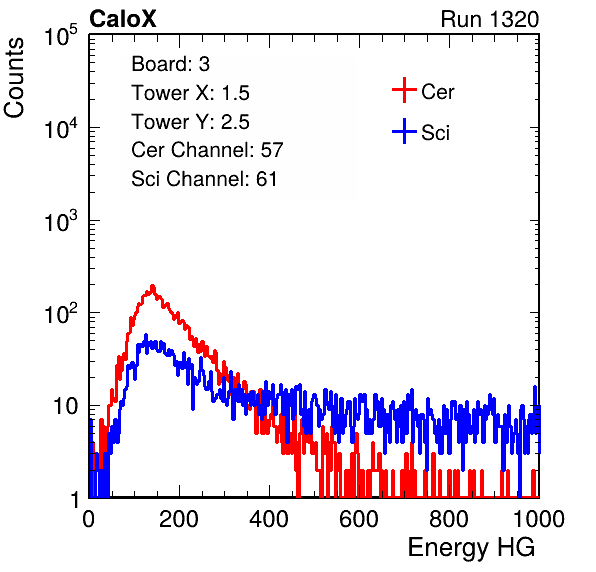 CaloX Run 1320
Counts
10^5
10^4
10^3
10^2
10
1
Board: 3
Tower X: 1.5
Tower Y: 2.5
Cer Channel: 57
Sci Channel: 61
Cer
Sci
0 200 400 600 800 1000
Energy HG